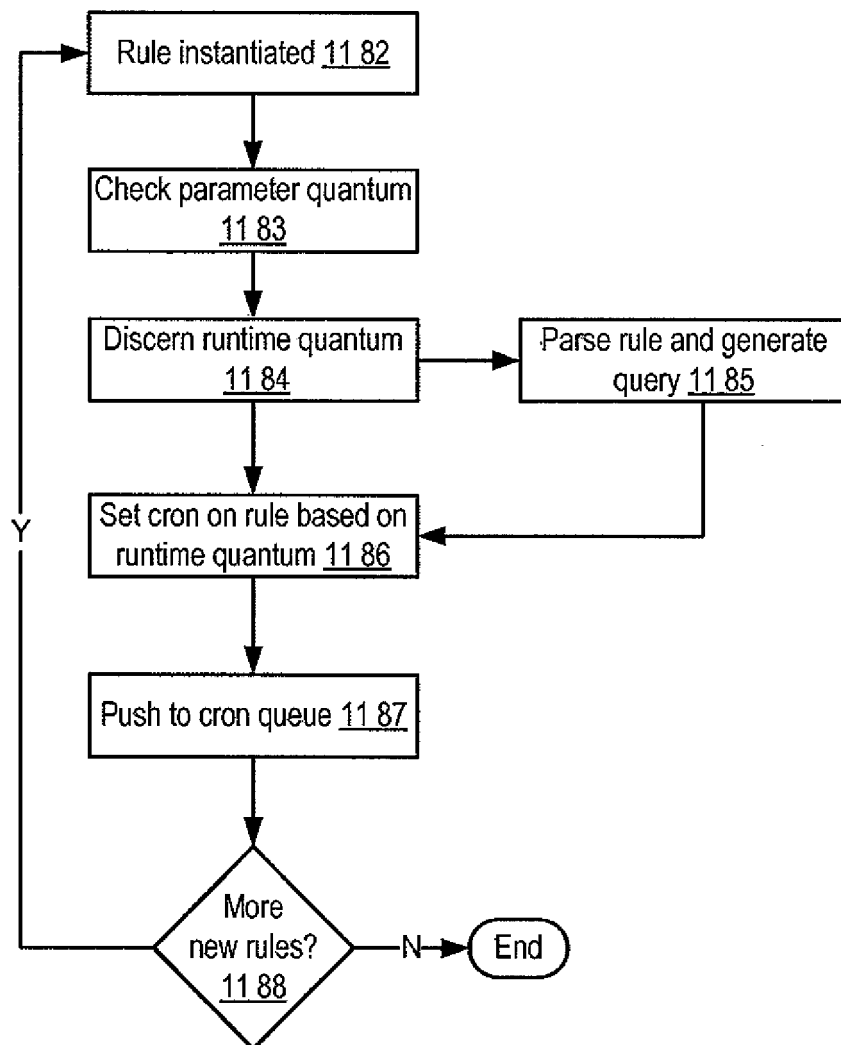 Rule instantiated 11 82
Check parameter quantum
11 83
Discern runtime quantum
11 84
Parse rule and generate
query 11 85
Set cron on rule based on
runtime quantum 11 86
Push to cron queue 11 87
Y
More
new rules?
11 88
N
End